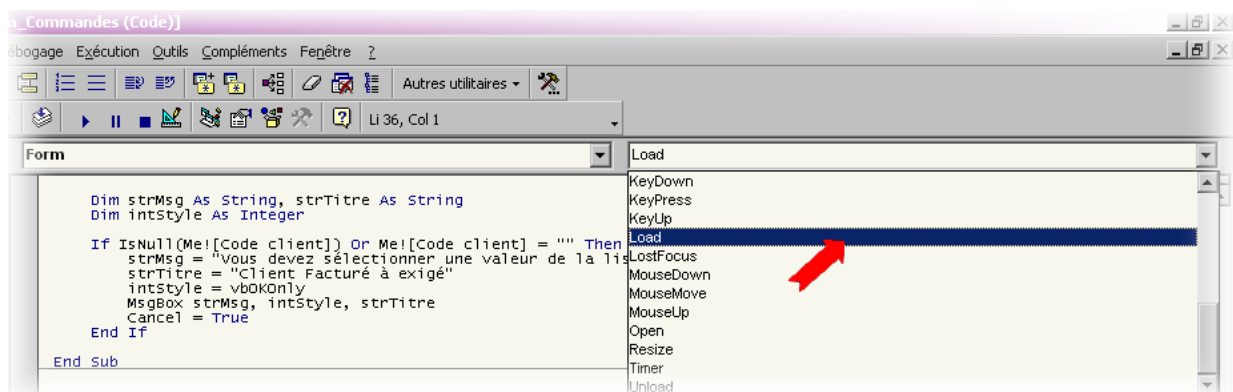 n_Commandes (Code)]
ébogage Exécution Outils Compléments Fenêtre ?
Autres utilitaires
Li 36, Col 1
Form
Load
Dim strMsg As String, strTitre As String
Dim intStyle As Integer
If IsNull(Me![Code client]) Or Me![Code client] = "" Then
strMsg = "Vous devez sélectionner une valeur de la lis
strTitre = "Client Facturé à exigé"
intStyle = vbOKOnly
MsgBox strMsg, intStyle, strTitre
Cancel = True
End If
End Sub
KeyDown
KeyPress
KeyUp
Load
LostFocus
MouseDown
MouseMove
MouseUp
Open
Resize
Timer
Unload